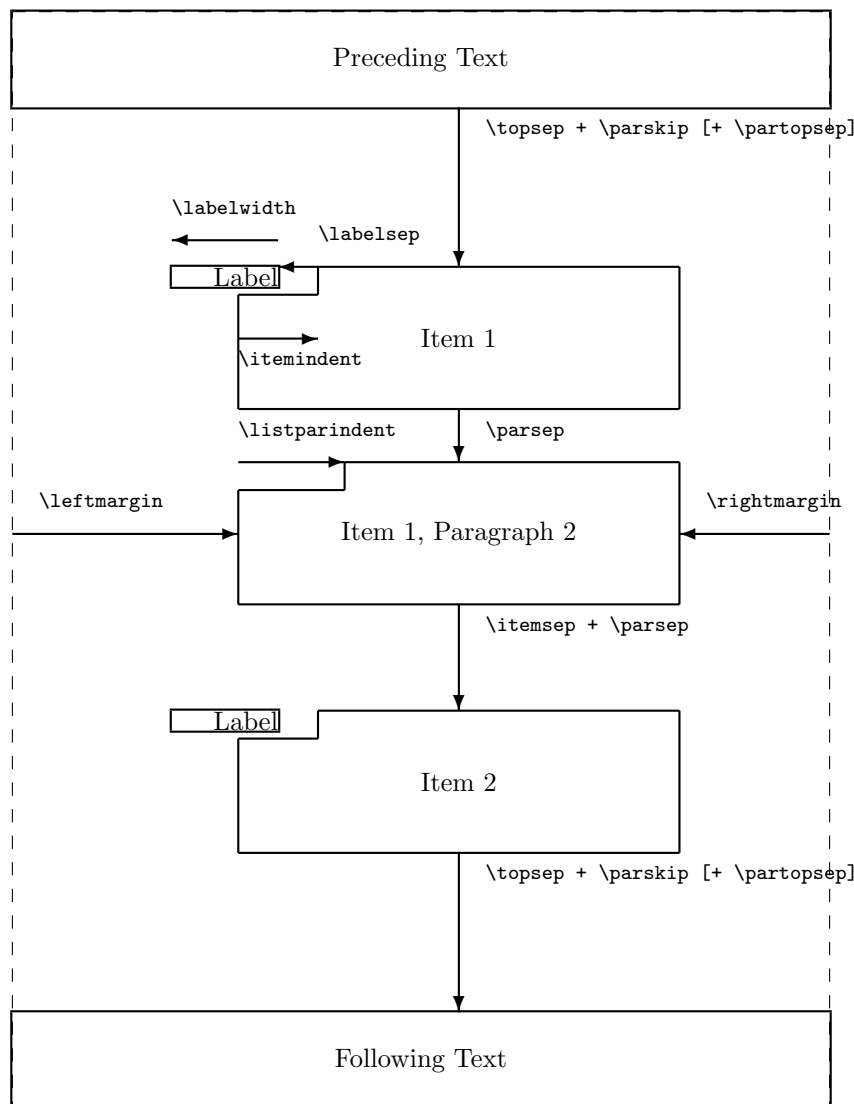 Preceding Text
\topsep + \parskip [+ \partopsep]
\labelwidth
\labelsep
Label
Item 1
\itemindent
\listparindent
\parsep
\leftmargin
\rightmargin
Item 1, Paragraph 2
\itemsep + \parsep
Label
Item 2
\topsep + \parskip [+ \partopsep]
Following Text